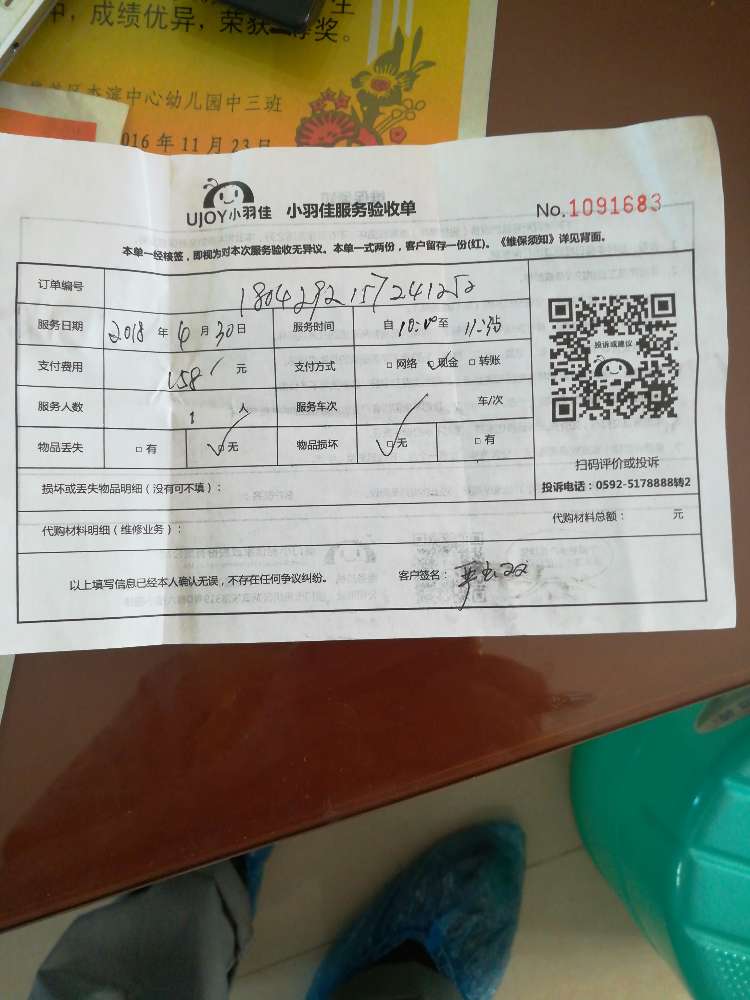 中，成绩优异，荣获二等奖。
中心幼儿园中三班
2016年11月23日
UJOY小羽佳 小羽佳服务验收单 No.1091683
本单一经核签，即视为对本次服务验收无异议。本单一式两份，客户留存一份(红)。《维保须知》详见背面。
订单编号
服务日期 2018 年 4 月 30 日 服务时间 自 10:00 至
投诉或建议
支付费用 158 元 支付方式 □网络 □现金 □转账
服务人数 1 人 服务车次 车/次
物品丢失 □有 □无 物品损坏 □无 □有
扫码评价或投诉
投诉电话：0592-5178888转2
损坏或丢失物品明细（没有可不填）：
代购材料明细（维修业务）： 代购材料总额： 元
以上填写信息已经本人确认无误，不存在任何争议纠纷。 客户签名：